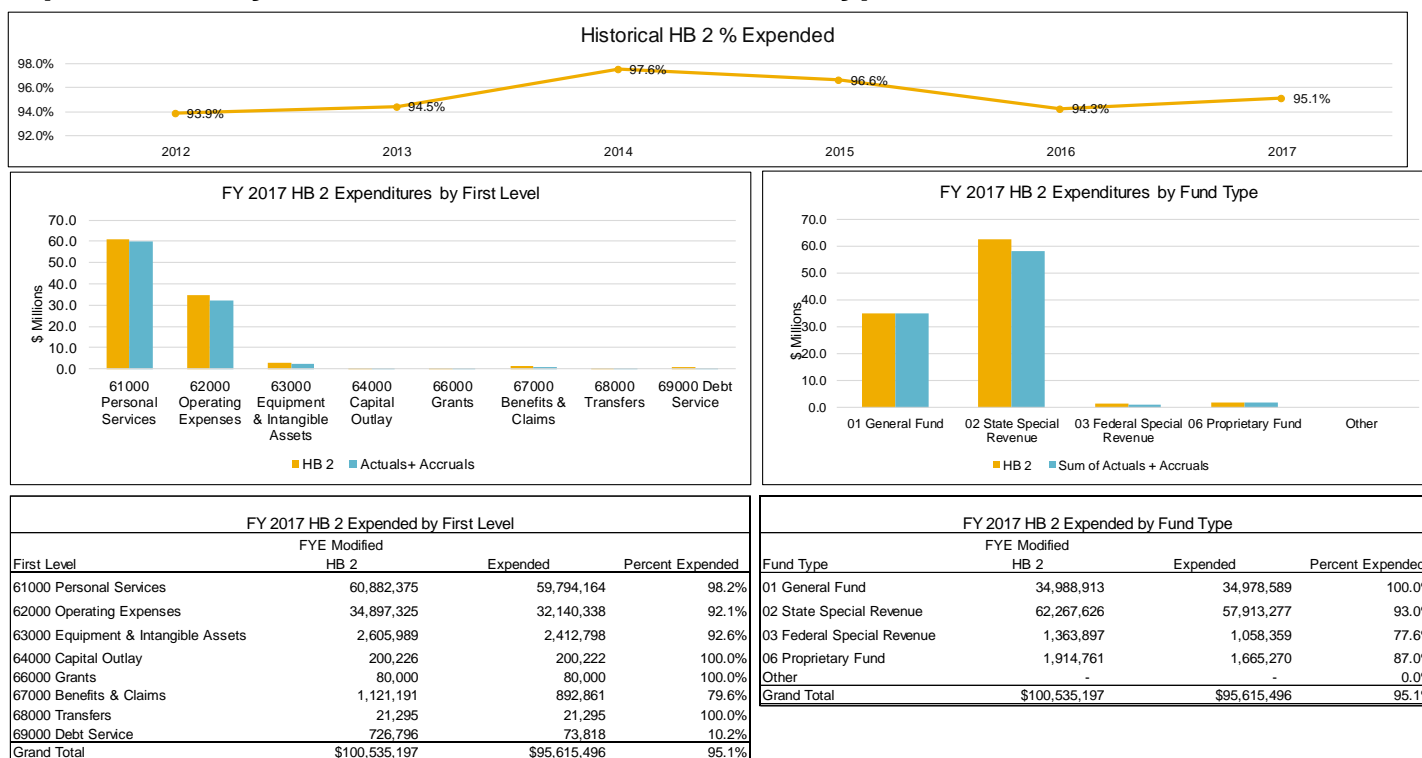 Historical HB 2 % Expended
98.0%
96.0%
94.0%
92.0%
93.9%
94.5%
97.6%
96.6%
94.3%
95.1%
2012 2013 2014 2015 2016 2017
FY 2017 HB 2 Expenditures by First Level
$ Millions
70.0
60.0
50.0
40.0
30.0
20.0
10.0
0.0
61000 Personal Services
62000 Operating Expenses
63000 Equipment & Intangible Assets
64000 Capital Outlay
66000 Grants
67000 Benefits & Claims
68000 Transfers
69000 Debt Service
HB 2 Actuals+ Accruals
FY 2017 HB 2 Expenditures by Fund Type
$ Millions
70.0
60.0
50.0
40.0
30.0
20.0
10.0
0.0
01 General Fund
02 State Special Revenue
03 Federal Special Revenue
06 Proprietary Fund
Other
HB 2 Sum of Actuals + Accruals
FY 2017 HB 2 Expended by First Level
FYE Modified
First Level HB 2 Expended Percent Expended
61000 Personal Services 60,882,375 59,794,164 98.2%
62000 Operating Expenses 34,897,325 32,140,338 92.1%
63000 Equipment & Intangible Assets 2,605,989 2,412,798 92.6%
64000 Capital Outlay 200,226 200,222 100.0%
66000 Grants 80,000 80,000 100.0%
67000 Benefits & Claims 1,121,191 892,861 79.6%
68000 Transfers 21,295 21,295 100.0%
69000 Debt Service 726,796 73,818 10.2%
Grand Total $100,535,197 $95,615,496 95.1%
FY 2017 HB 2 Expended by Fund Type
FYE Modified
Fund Type HB 2 Expended Percent Expended
01 General Fund 34,988,913 34,978,589 100.0%
02 State Special Revenue 62,267,626 57,913,277 93.0%
03 Federal Special Revenue 1,363,897 1,058,359 77.6%
06 Proprietary Fund 1,914,761 1,665,270 87.0%
Other - - 0.0%
Grand Total $100,535,197 $95,615,496 95.1%